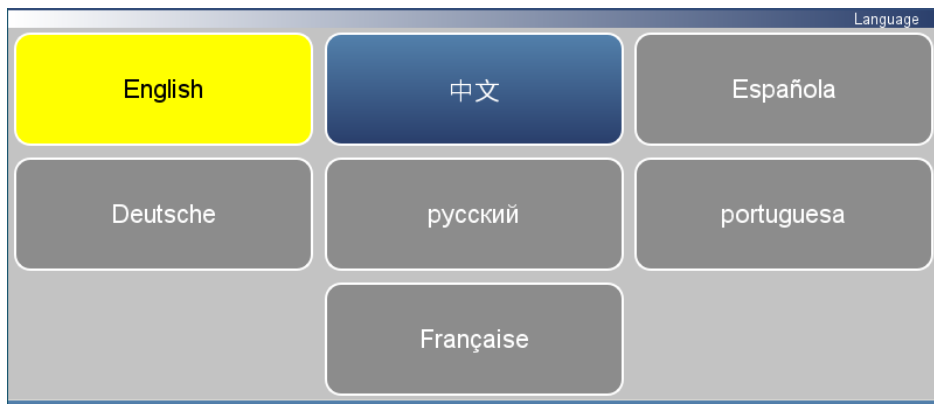 Language
English
中文
Española
Deutsche
русский
portuguesa
Française